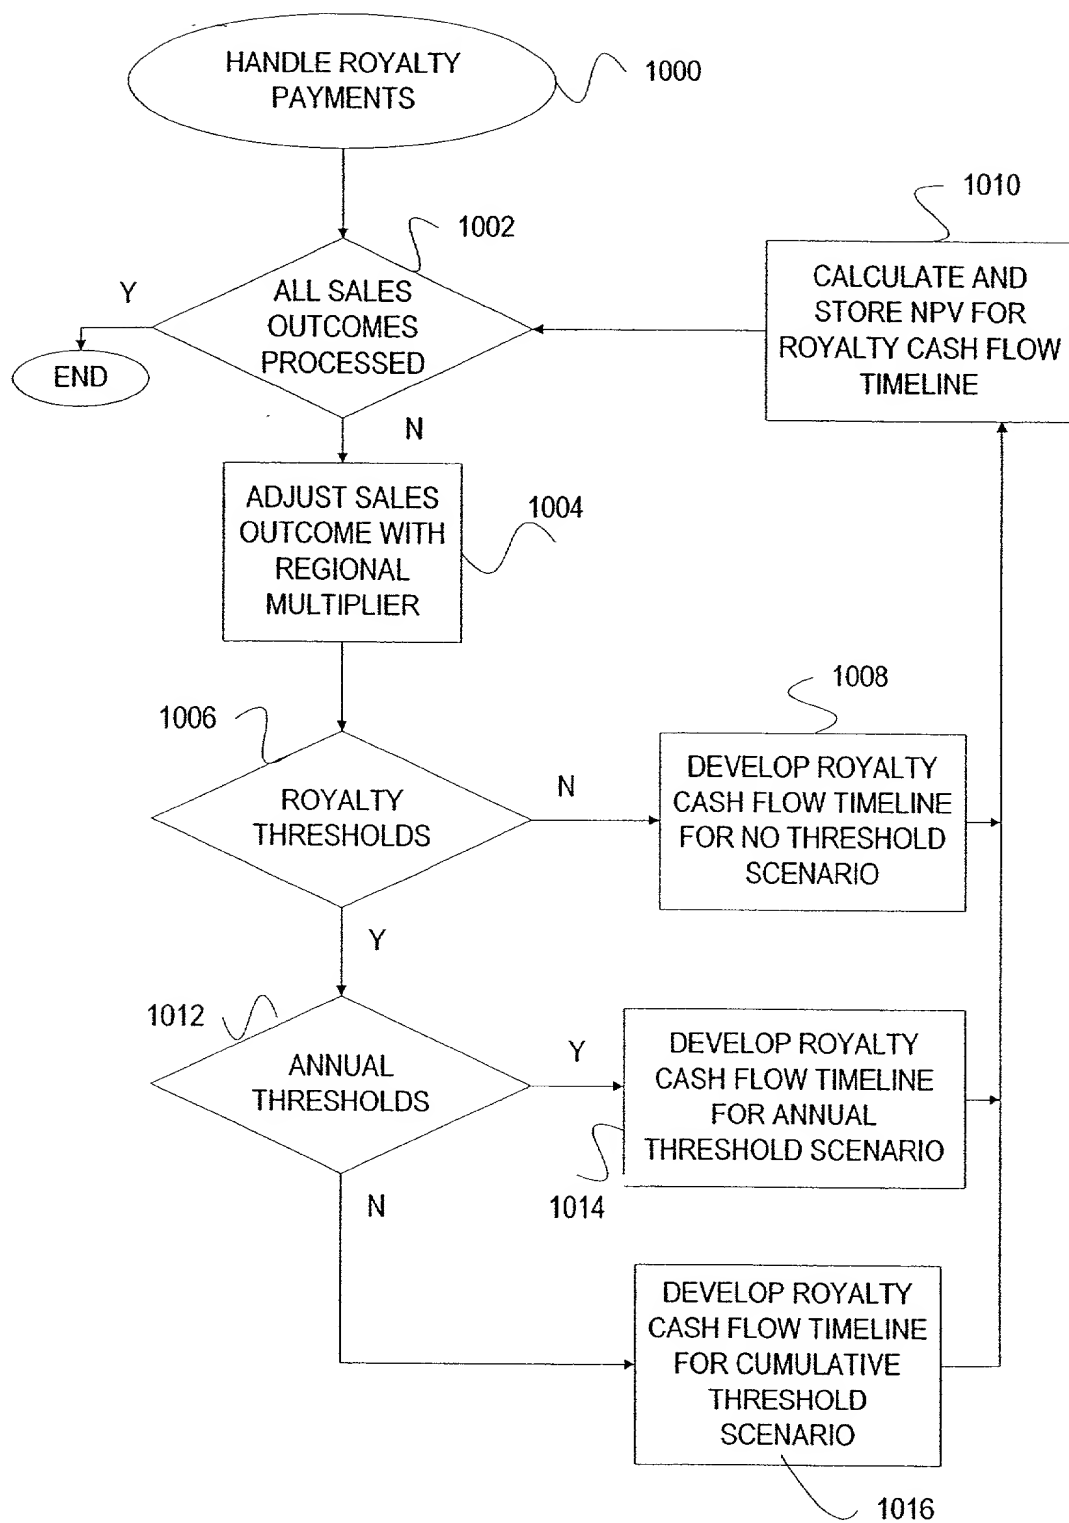 HANDLE ROYALTY
PAYMENTS
1000
1002
ALL SALES
OUTCOMES
PROCESSED
Y
END
N
1010
CALCULATE AND
STORE NPV FOR
ROYALTY CASH FLOW
TIMELINE
ADJUST SALES
OUTCOME WITH
REGIONAL
MULTIPLIER
1004
1006
ROYALTY
THRESHOLDS
N
Y
1008
DEVELOP ROYALTY
CASH FLOW TIMELINE
FOR NO THRESHOLD
SCENARIO
1012
ANNUAL
THRESHOLDS
Y
N
DEVELOP ROYALTY
CASH FLOW TIMELINE
FOR ANNUAL
THRESHOLD SCENARIO
1014
DEVELOP ROYALTY
CASH FLOW TIMELINE
FOR CUMULATIVE
THRESHOLD
SCENARIO
1016